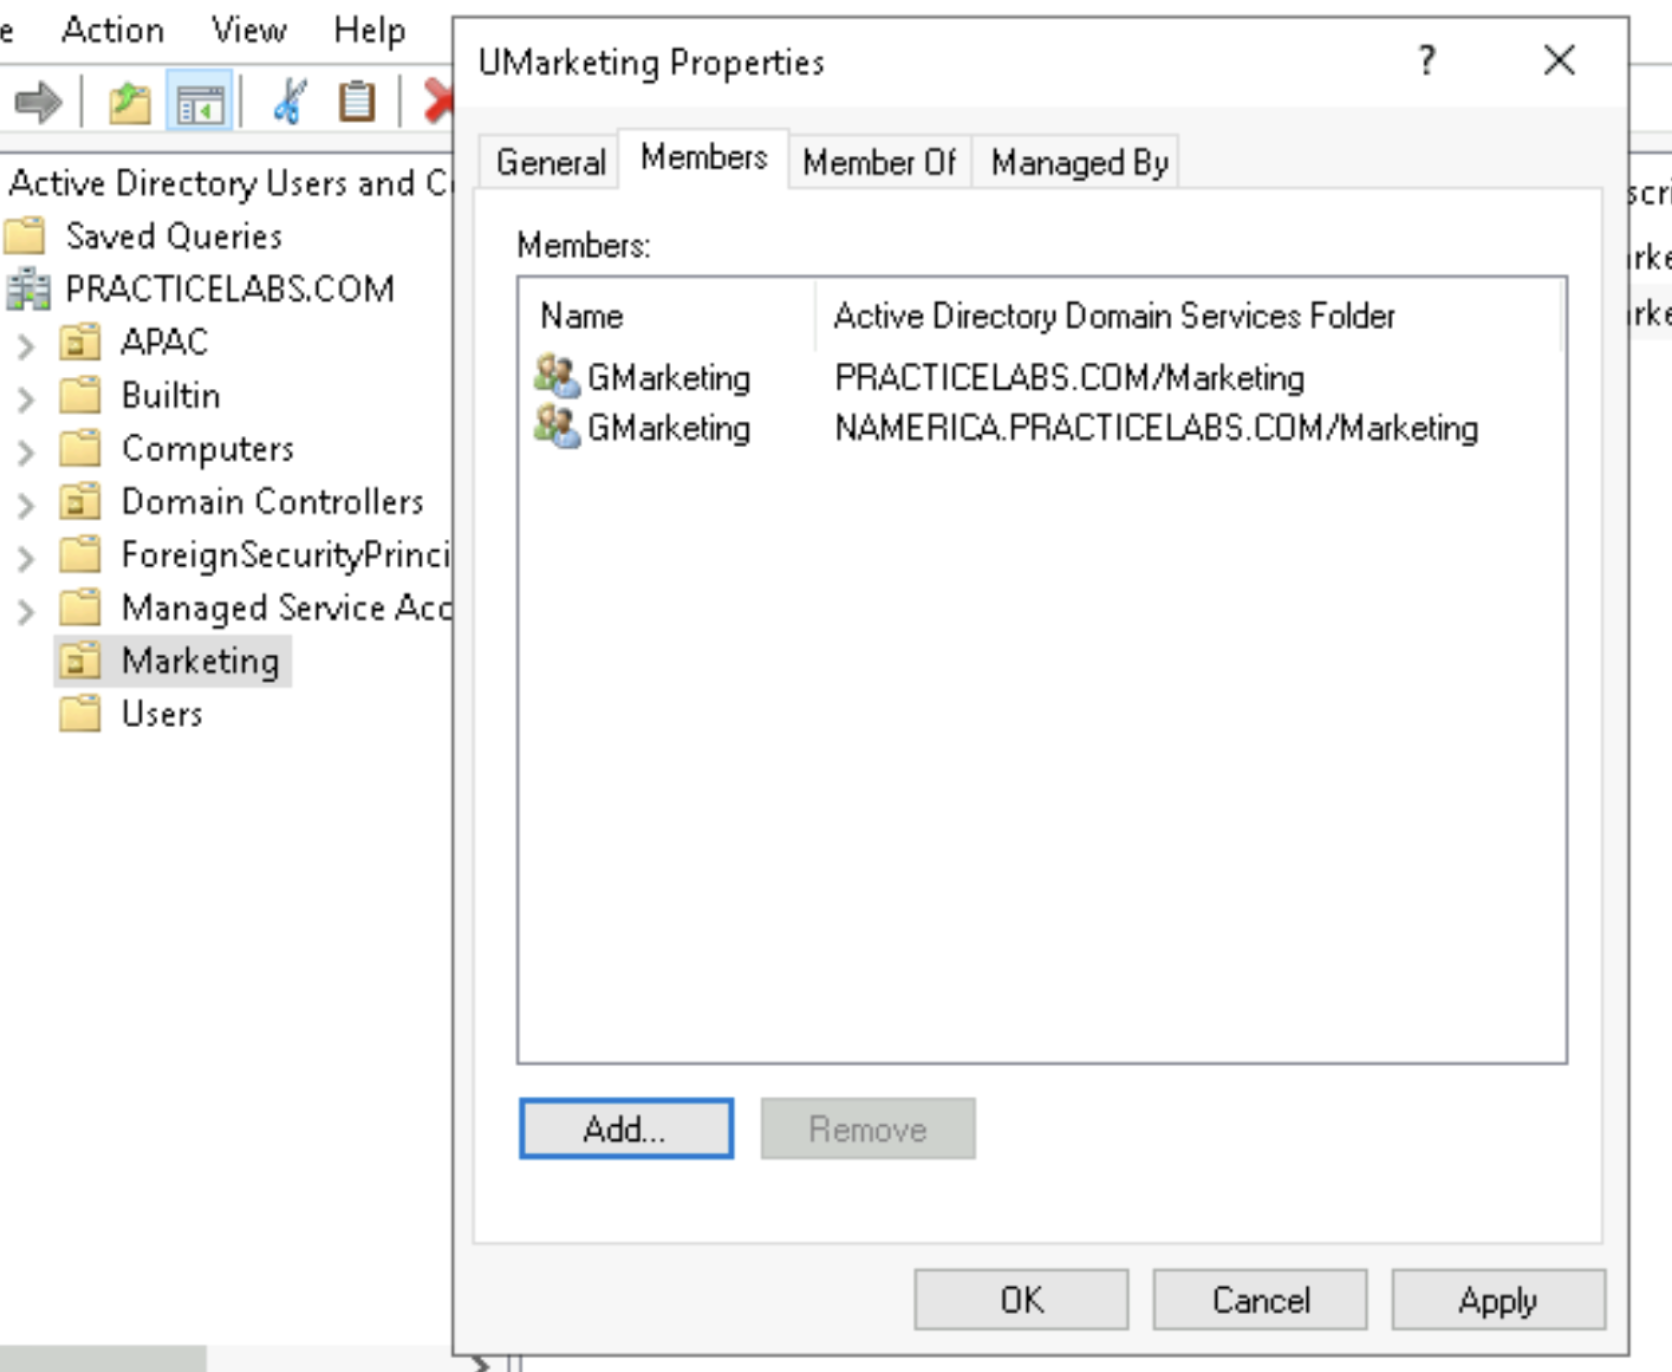 Action View Help
UMarketing Properties
?
General Members Member Of Managed By
Active Directory Users and
Saved Queries
PRACTICELABS.COM
APAC
Builtin
Computers
Domain Controllers
ForeignSecurityPrinci
Managed Service Acc
Marketing
Users
Members:
Name Active Directory Domain Services Folder
GMarketing PRACTICELABS.COM/Marketing
GMarketing NAMERICA.PRACTICELABS.COM/Marketing
Add... Remove
OK Cancel Apply